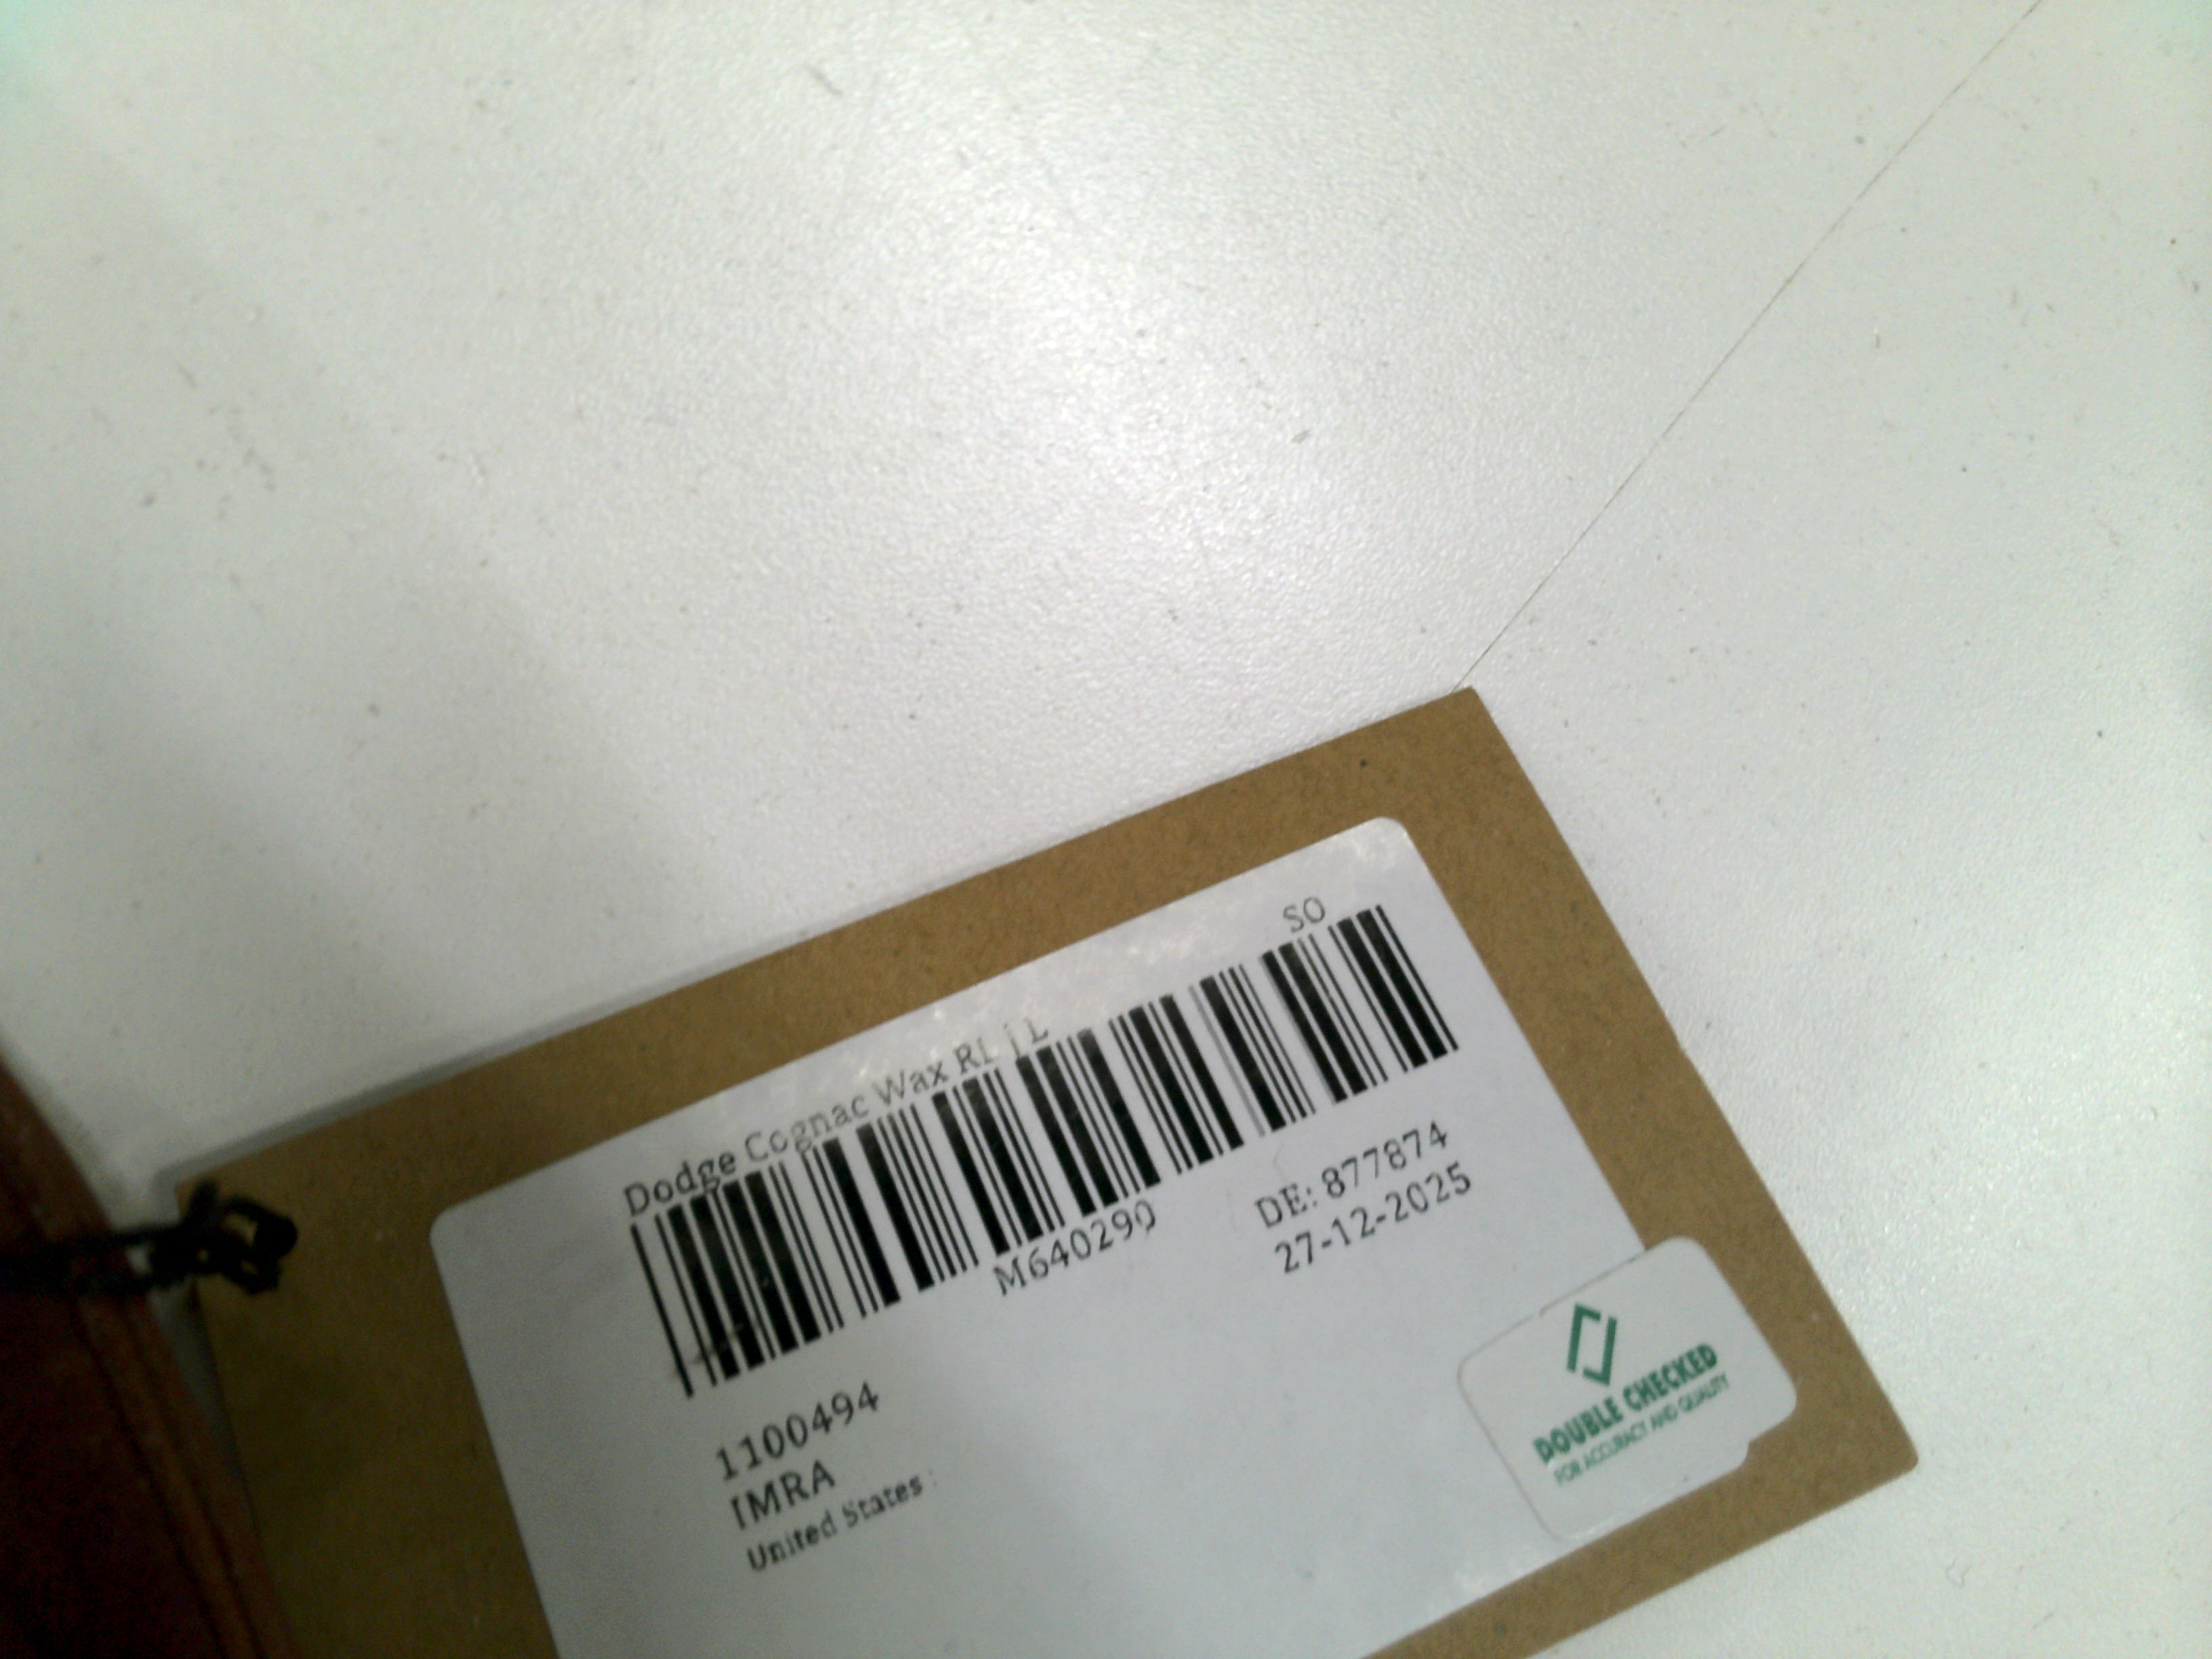 SO
Dodge Cognac Wax RL | L
M640290
DE: 877874
27-12-2025
1100494
IMRA
United States :
DOUBLE CHECKED
FOR ACCURACY AND QUALITY